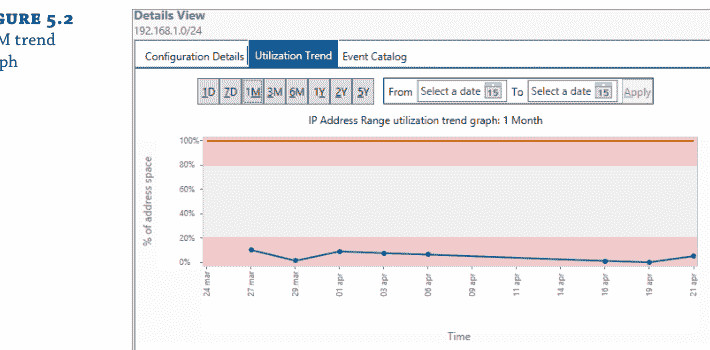 GURE 5.2
M trend
ph
Details View
192.168.1.0/24
Configuration Details Utilization Trend Event Catalog
1D 7D 1M 3M 6M 1Y 2Y 5Y From Select a date 15 To Select a date 15 Apply
IP Address Range utilization trend graph: 1 Month
% of address space
100%
80%
60%
40%
20%
0%
24 mar 27 mar 29 mar 01 apr 03 apr 06 apr 09 apr 11 apr 14 apr 16 apr 19 apr 21 apr
Time